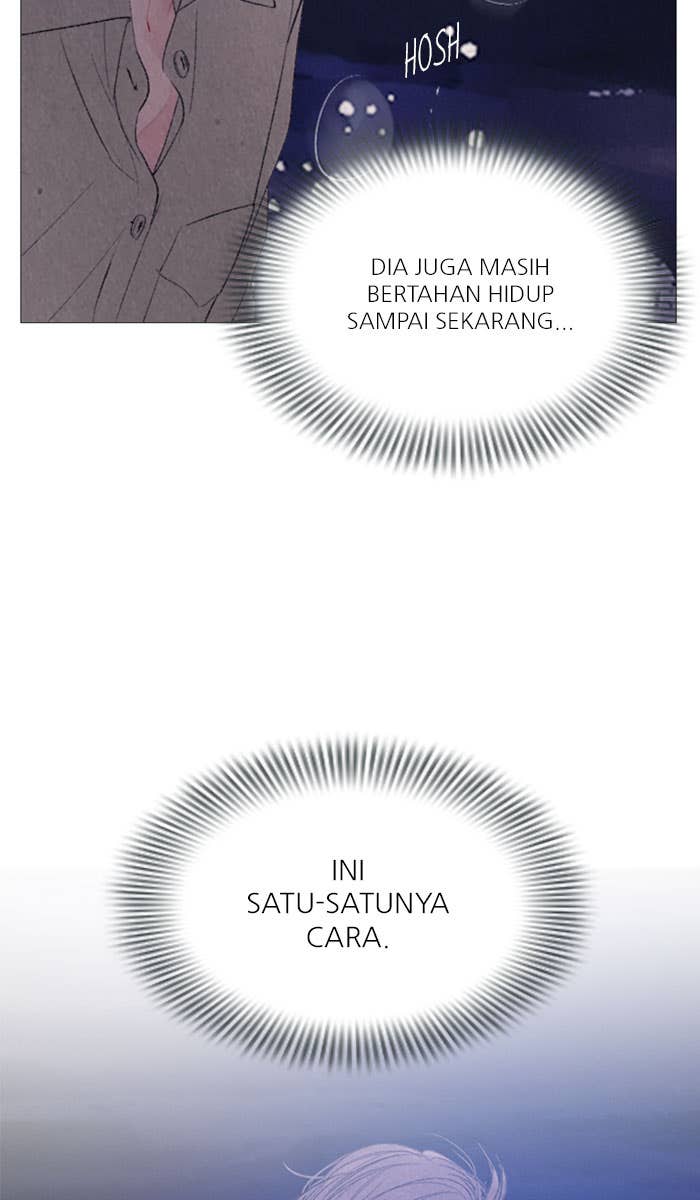 HOSH
DIA JUGA MASIH
BERTAHAN HIDUP
SAMPAI SEKARANG...
INI
SATU-SATUNYA
CARA.